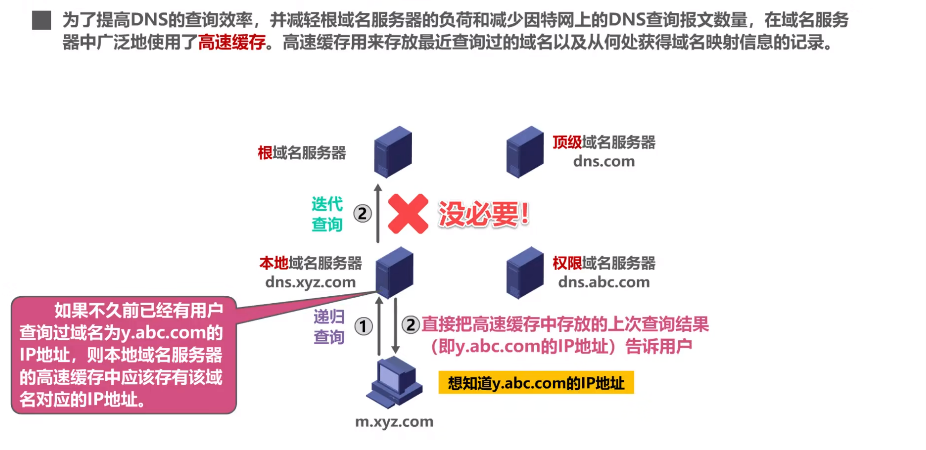 为了提高DNS的查询效率，并减轻根域名服务器的负荷和减少因特网上的DNS查询报文数量，在域名服务
器中广泛地使用了高速缓存。高速缓存用来存放最近查询过的域名以及从何处获得域名映射信息的记录。
根域名服务器
顶级域名服务器
dns.com
迭代
查询
②
没必要！
本地域名服务器
dns.xyz.com
权限域名服务器
dns.abc.com
如果不久前已经有用户
查询过域名为y.abc.com的
IP地址，则本地域名服务器
的高速缓存中应该存有该域
名对应的IP地址。
递归
查询
①
②直接把高速缓存中存放的上次查询结果
（即y.abc.com的IP地址）告诉用户
想知道y.abc.com的IP地址
m.xyz.com